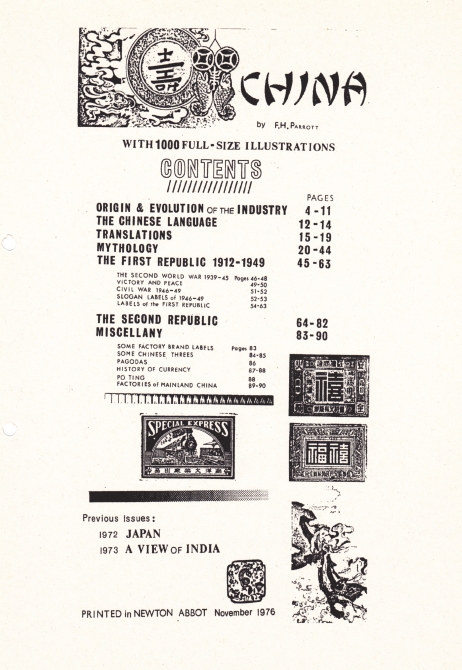 CHINA
by F.H. PARROTT
WITH 1000 FULL-SIZE ILLUSTRATIONS
CONTENTS
PAGES
ORIGIN & EVOLUTION OF THE INDUSTRY 4-11
THE CHINESE LANGUAGE 12-14
TRANSLATIONS 15-19
MYTHOLOGY 20-44
THE FIRST REPUBLIC 1912-1949 45-63
THE SECOND WORLD WAR 1939-45 Pages 46-48
VICTORY AND PEACE 49-50
CIVIL WAR 1946-49 51-52
SLOGAN LABELS of 1946-49 52-53
LABELS of the FIRST REPUBLIC 54-63
THE SECOND REPUBLIC 64-82
MISCELLANY 83-90
SOME FACTORY BRAND LABELS Pages 83
SOME CHINESE THREES 84-85
PAGODAS 86
HISTORY OF CURRENCY 87-88
PO TING 88
FACTORIES of MAINLAND CHINA 89-90
禧
SPECIAL EXPRESS
福禧
Previous Issues:
1972 JAPAN
1973 A VIEW OF INDIA
PRINTED in NEWTON ABBOT November 1976